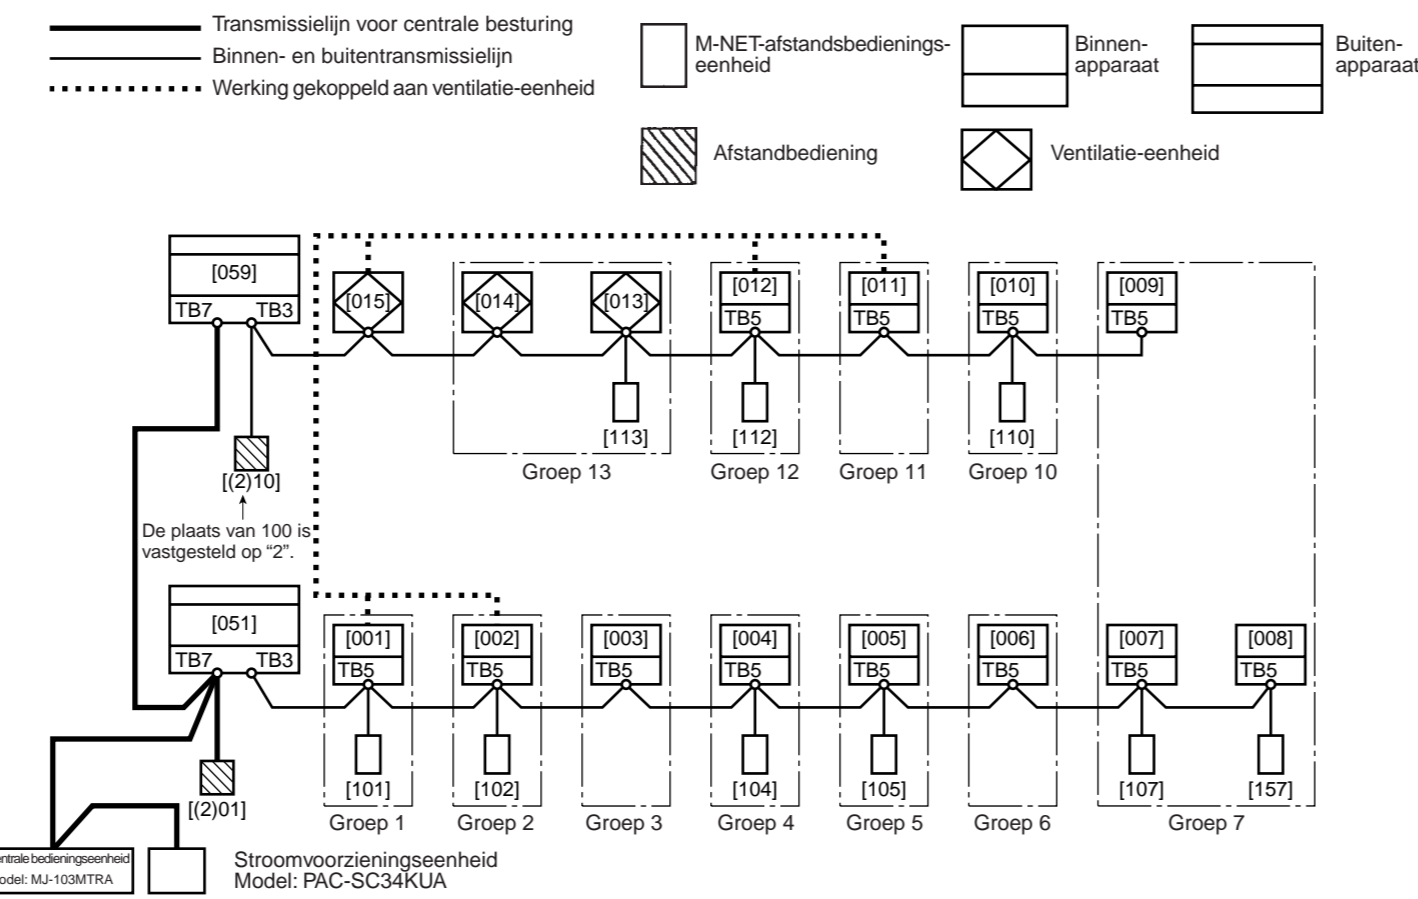 Transmissielijn voor centrale besturing
Binnen- en buitentransmissielijn
Werking gekoppeld aan ventilatie-eenheid
M-NET-afstandsbedienings-
eenheid
Binnen-
apparaat
Buiten-
apparaat
Afstandbediening
Ventilatie-eenheid
[059]
TB7 TB3
[015]
[014]
[013]
[012]
TB5
[011]
TB5
[010]
TB5
[009]
TB5
[113]
[112]
[110]
Groep 13
Groep 12
Groep 11
Groep 10
[(2)10]
De plaats van 100 is
vastgesteld op “2”.
[051]
TB7 TB3
[001]
TB5
[002]
TB5
[003]
TB5
[004]
TB5
[005]
TB5
[006]
TB5
[007]
TB5
[008]
TB5
[(2)01]
[101]
[102]
[104]
[105]
[107]
[157]
Groep 1
Groep 2
Groep 3
Groep 4
Groep 5
Groep 6
Groep 7
entrale bedieningseenheid
odel: MJ-103MTRA
Stroomvoorzieningseenheid
Model: PAC-SC34KUA